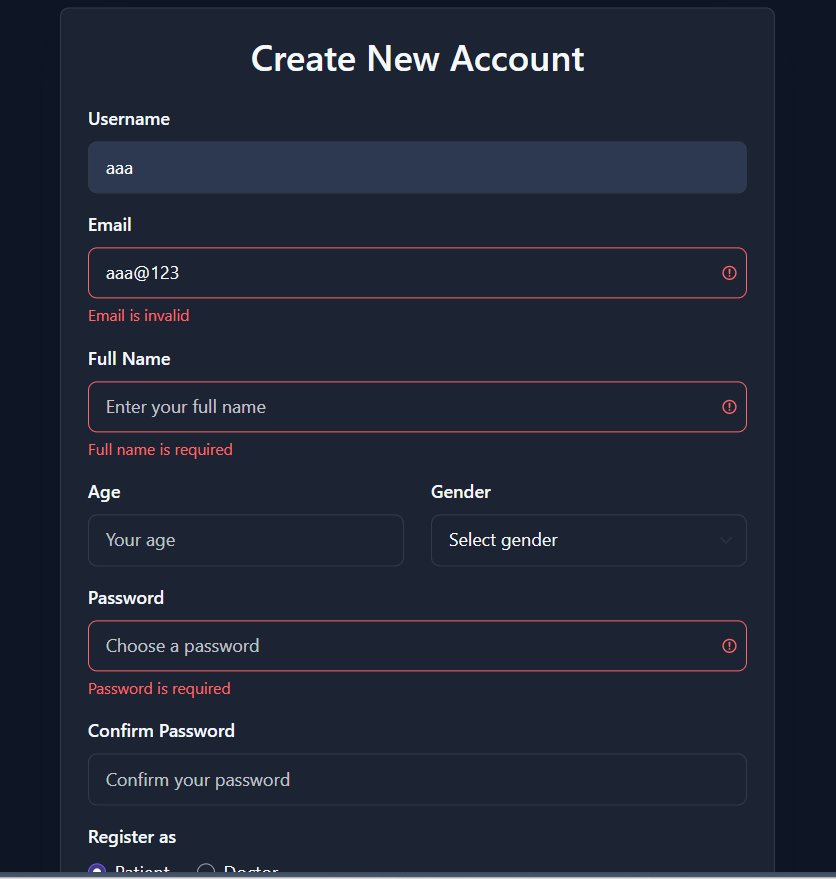 Create New Account
Username
aaa
Email
aaa@123
Email is invalid
Full Name
Enter your full name
Full name is required
Age Gender
Your age Select gender
Password
Choose a password
Password is required
Confirm Password
Confirm your password
Register as
Patient Doctor